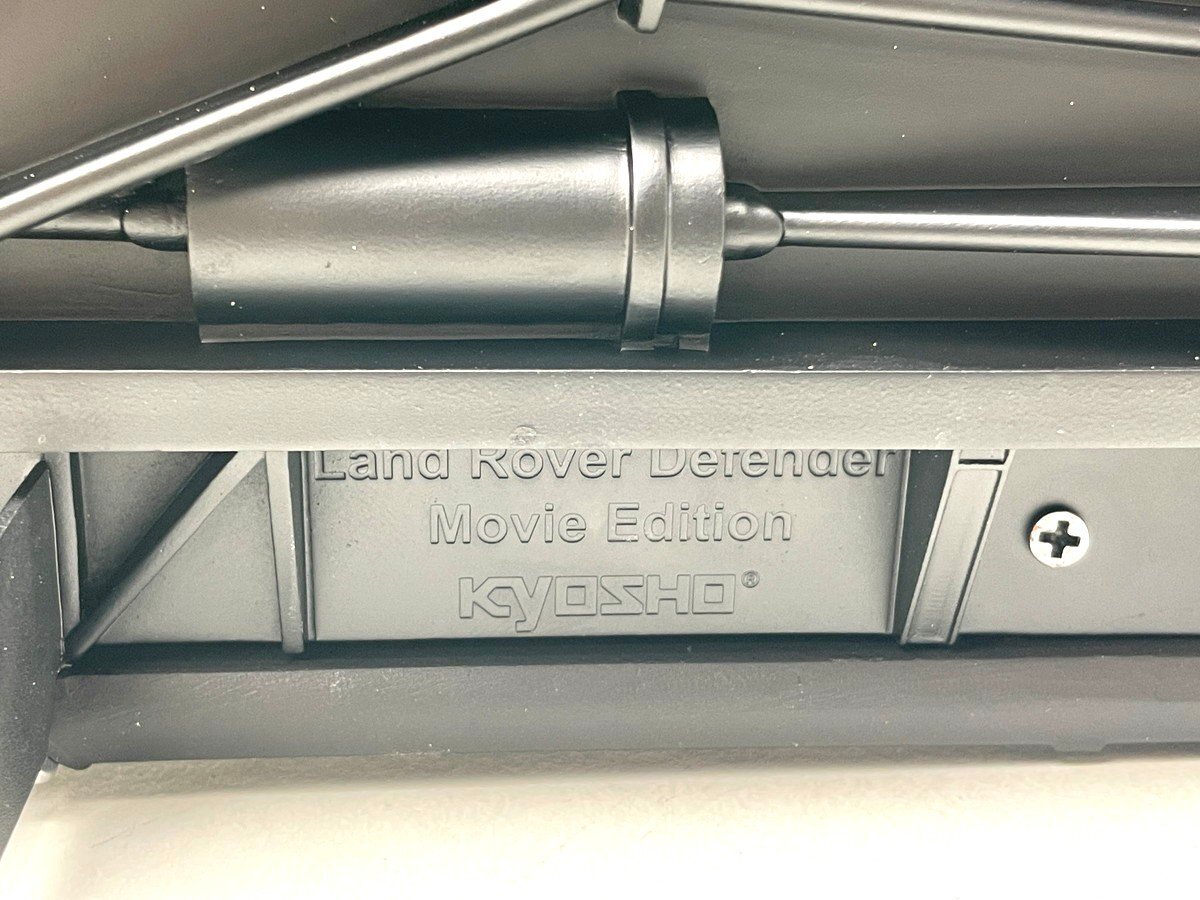 Land Rover Defender
Movie Edition
KYOSHO®